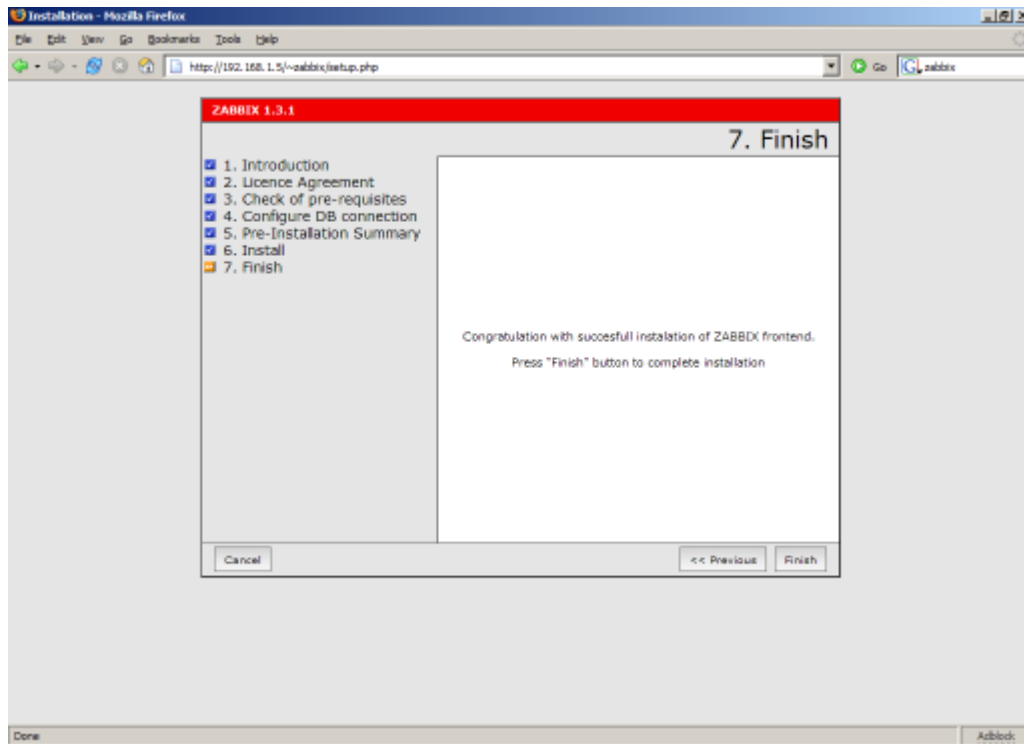 Installation - Mozilla Firefox
File Edit View Go Bookmarks Tools Help
http://192.168.1.5/~zabbix/setup.php Go G zabbix
ZABBIX 1.3.1
7. Finish
1. Introduction
2. Licence Agreement
3. Check of pre-requisites
4. Configure DB connection
5. Pre-Installation Summary
6. Install
7. Finish
Congratulation with succesfull instalation of ZABBIX frontend.
Press "Finish" button to complete installation
Cancel << Previous Finish
Done Adblock